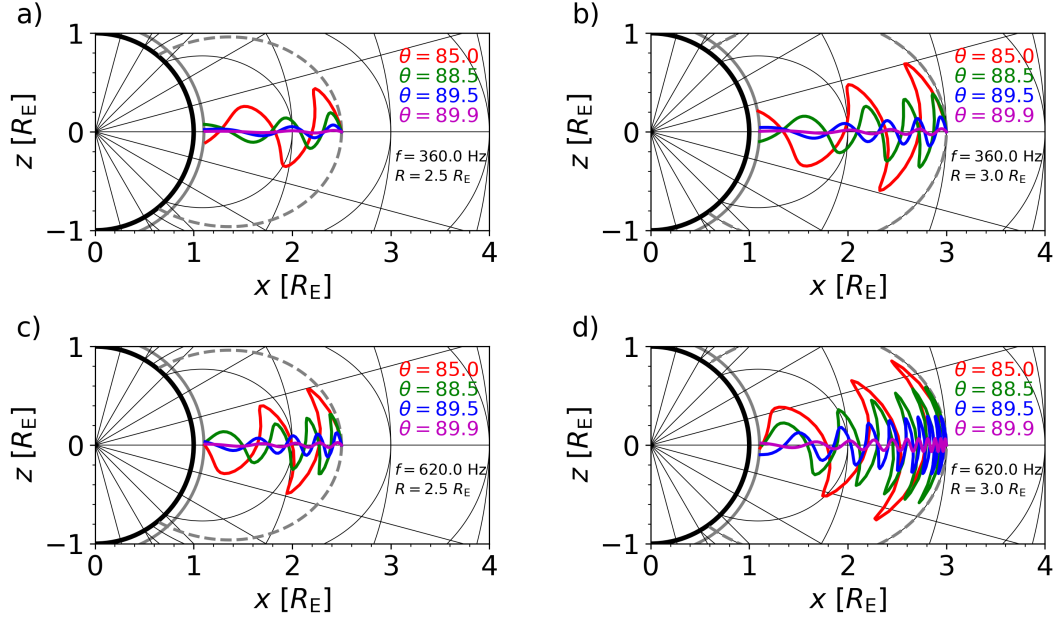 a)
1
0
−1
z [R_E]
θ = 85.0
θ = 88.5
θ = 89.5
θ = 89.9
f = 360.0 Hz
R = 2.5 R_E
0 1 2 3 4
x [R_E]
b)
1
0
−1
z [R_E]
θ = 85.0
θ = 88.5
θ = 89.5
θ = 89.9
f = 360.0 Hz
R = 3.0 R_E
0 1 2 3 4
x [R_E]
c)
1
0
−1
z [R_E]
θ = 85.0
θ = 88.5
θ = 89.5
θ = 89.9
f = 620.0 Hz
R = 2.5 R_E
0 1 2 3 4
x [R_E]
d)
1
0
−1
z [R_E]
θ = 85.0
θ = 88.5
θ = 89.5
θ = 89.9
f = 620.0 Hz
R = 3.0 R_E
0 1 2 3 4
x [R_E]